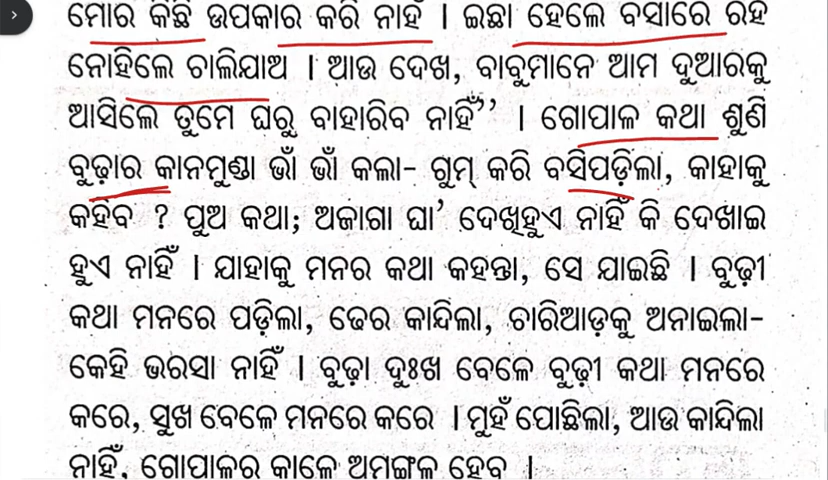 ମୋର କିଛି ଉପକାର କରି ନାହଁ । ଇଛା ହେଲେ ବସାରେ ରହ
ନୋହିଲେ ଚାଲିଯାଅ । ଆଉ ଦେଖ, ବାବୁମାନେ ଆମ ଦୁଆରକୁ
ଆସିଲେ ତୁମେ ଘରୁ ବାହାରିବ ନାହିଁ’’ । ଗୋପାଳ କଥା ଶୁଣି
ବୁଢ଼ାର କାନମୁଣ୍ଡା ଭାଁ ଭାଁ କଲା- ଗୁମ୍ କରି ବସିପଡ଼ିଲା, କାହାକୁ
କହିବ ? ପୁଅ କଥା; ଅଜାଗା ଘା’ ଦେଖିହୁଏ ନାହିଁ କି ଦେଖାଇ
ହୁଏ ନାହିଁ । ଯାହାକୁ ମନର କଥା କହନ୍ତା, ସେ ଯାଇଛି । ବୁଢ଼ୀ
କଥା ମନରେ ପଡ଼ିଲା, ଢେର କାନ୍ଦିଲା, ଚାରିଆଡ଼କୁ ଅନାଇଲା-
କେହି ଭରସା ନାହିଁ । ବୁଢ଼ା ଦୁଃଖ ବେଳେ ବୁଢ଼ୀ କଥା ମନରେ
କରେ, ସୁଖ ବେଳେ ମନରେ କରେ । ମୁହଁ ପୋଛିଲା, ଆଉ କାନ୍ଦିଲା
ନାହିଁ, ଗୋପାଳର କାଳେ ଅମଙ୍ଗଳ ହେବ ।